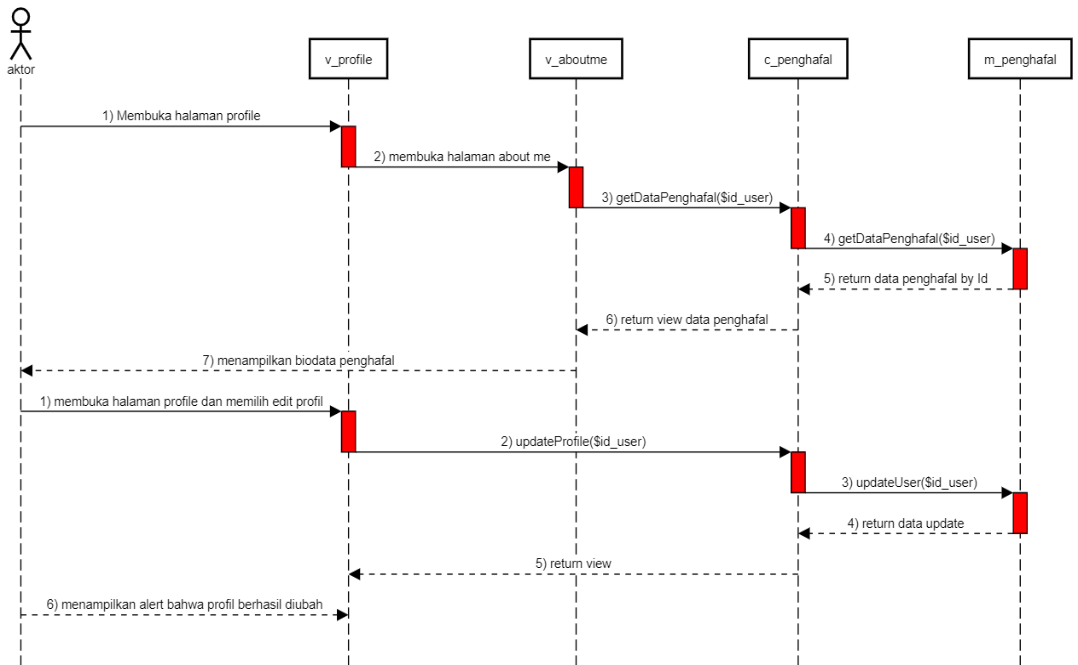 aktor
v_profile
v_aboutme
c_penghafal
m_penghafal
1) Membuka halaman profile
2) membuka halaman about me
3) getDataPenghafal($id_user)
4) getDataPenghafal($id_user)
5) return data penghafal by Id
6) return view data penghafal
7) menampilkan biodata penghafal
1) membuka halaman profile dan memilih edit profil
2) updateProfile($id_user)
3) updateUser($id_user)
4) return data update
5) return view
6) menampilkan alert bahwa profil berhasil diubah